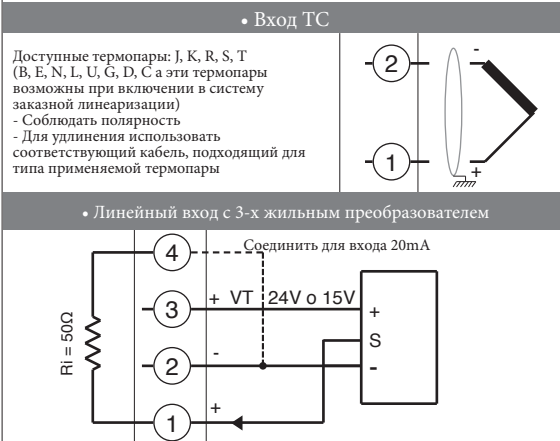 • Вход ТС
Доступные термопары: J, K, R, S, T
(B, E, N, L, U, G, D, C а эти термопары
возможны при включении в систему
заказной линеаризации)
- Соблюдать полярность
- Для удлинения использовать
соответствующий кабель, подходящий для
типа применяемой термопары
2
-
1
+
• Линейный вход с 3-х жильным преобразователем
4
Соединить для входа 20mA
3
+ VT 24V o 15V
+
S
Ri = 50Ω
2
-
-
1
+